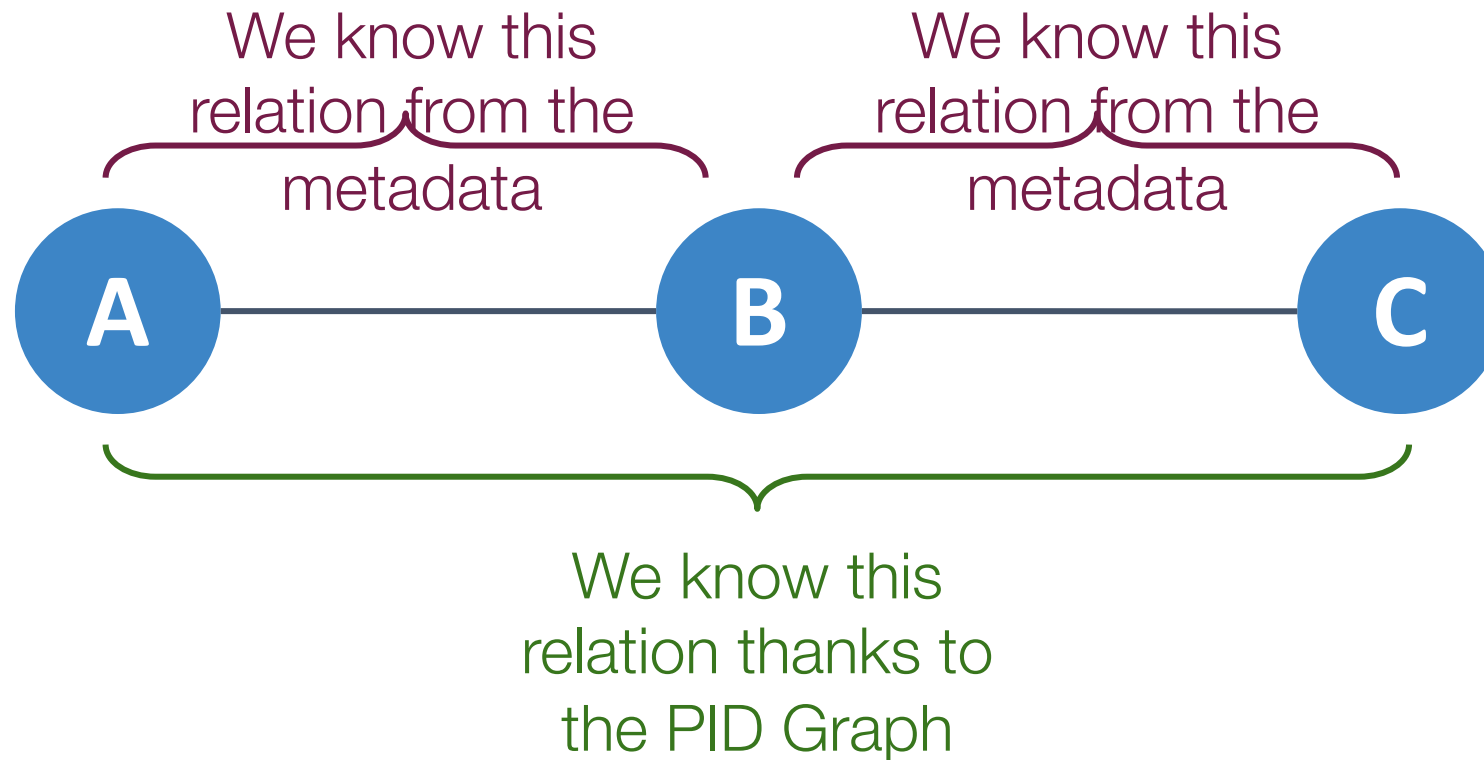 We know this
relation from the
metadata
We know this
relation from the
metadata
A
B
C
We know this
relation thanks to
the PID Graph